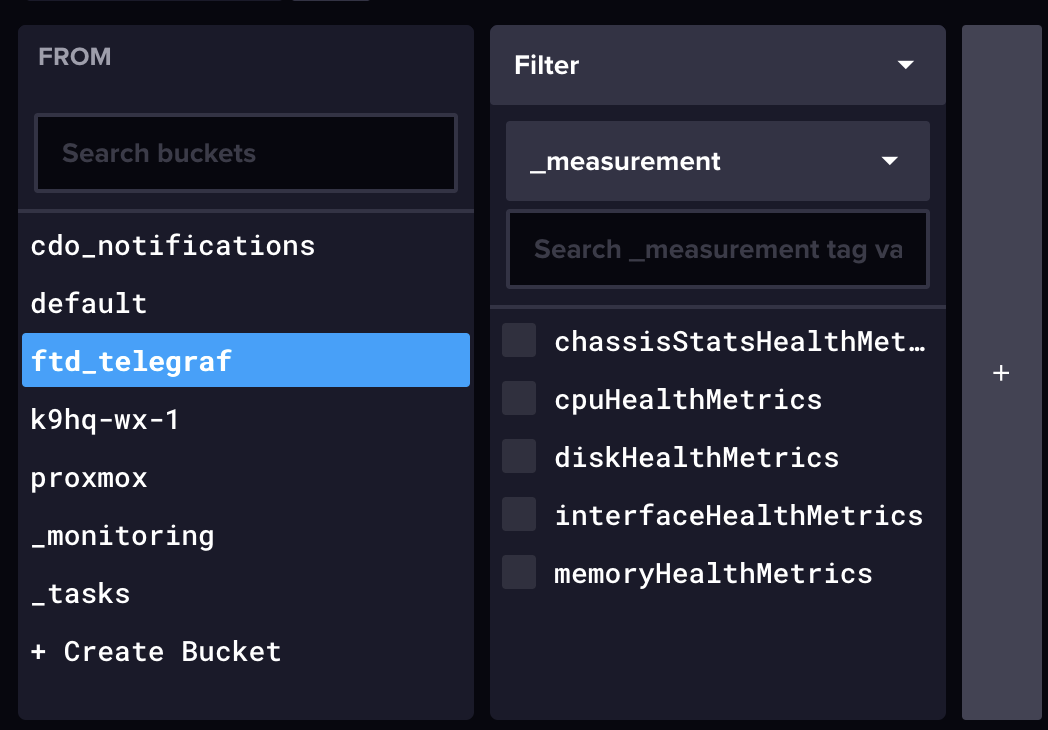 FROM
Search buckets
cdo_notifications
default
ftd_telegraf
k9hq-wx-1
proxmox
_monitoring
_tasks
+ Create Bucket
Filter
_measurement
Search _measurement tag va
chassisStatsHealthMet…
cpuHealthMetrics
diskHealthMetrics
interfaceHealthMetrics
memoryHealthMetrics
+